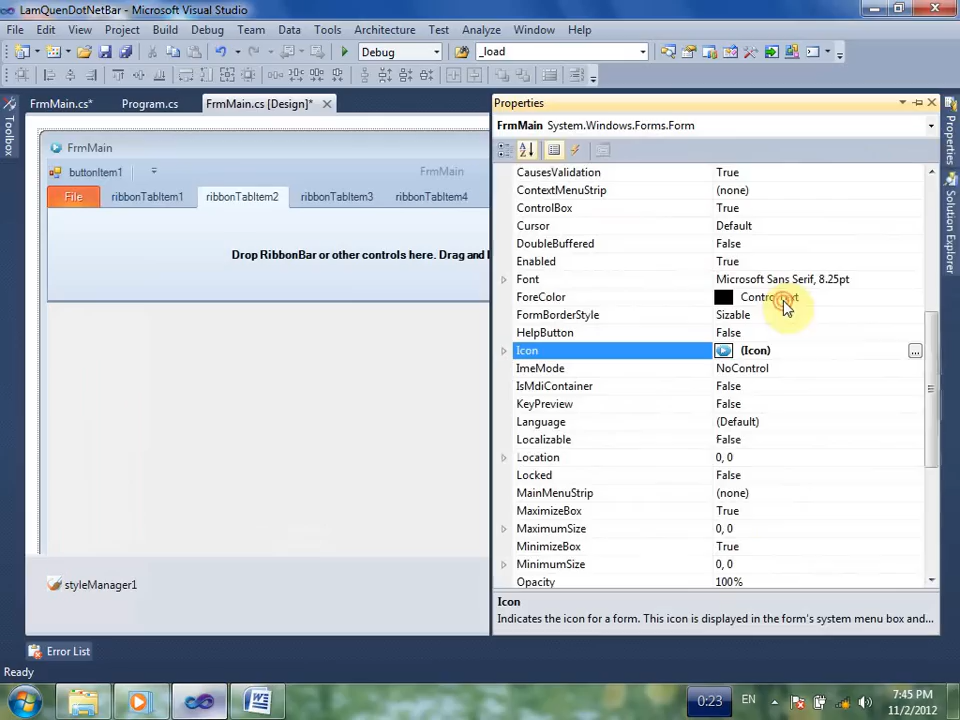 LamQuenDotNetBar - Microsoft Visual Studio
File Edit View Project Build Debug Team Data Tools Architecture Test Analyze Window Help
Debug _load
FrmMain.cs* Program.cs FrmMain.cs [Design]*
Toolbox
FrmMain
buttonItem1 FrmMain
File ribbonTabItem1 ribbonTabItem2 ribbonTabItem3 ribbonTabItem4
Drop RibbonBar or other controls here. Drag and
styleManager1
Properties
FrmMain System.Windows.Forms.Form
CausesValidation True
ContextMenuStrip (none)
ControlBox True
Cursor Default
DoubleBuffered False
Enabled True
Font Microsoft Sans Serif, 8.25pt
ForeColor
FormBorderStyle Sizable
HelpButton False
Icon (Icon) ...
ImeMode NoControl
IsMdiContainer False
KeyPreview False
Language (Default)
Localizable False
Location 0, 0
Locked False
MainMenuStrip (none)
MaximizeBox True
MaximumSize 0, 0
MinimizeBox True
MinimumSize 0, 0
Opacity 100%
Icon
Indicates the icon for a form. This icon is displayed in the form's system menu box and...
Properties
Solution Explorer
Error List
Ready
0:23 EN 7:45 PM
11/2/2012